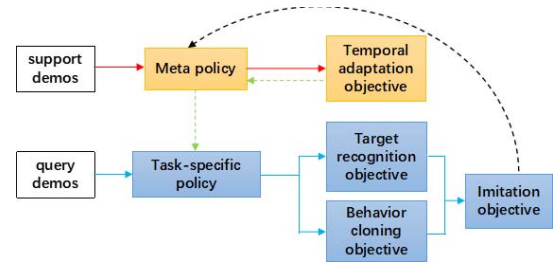 support
demos
Meta policy
Temporal
adaptation
objective
query
demos
Task-specific
policy
Target
recognition
objective
Behavior
cloning
objective
Imitation
objective